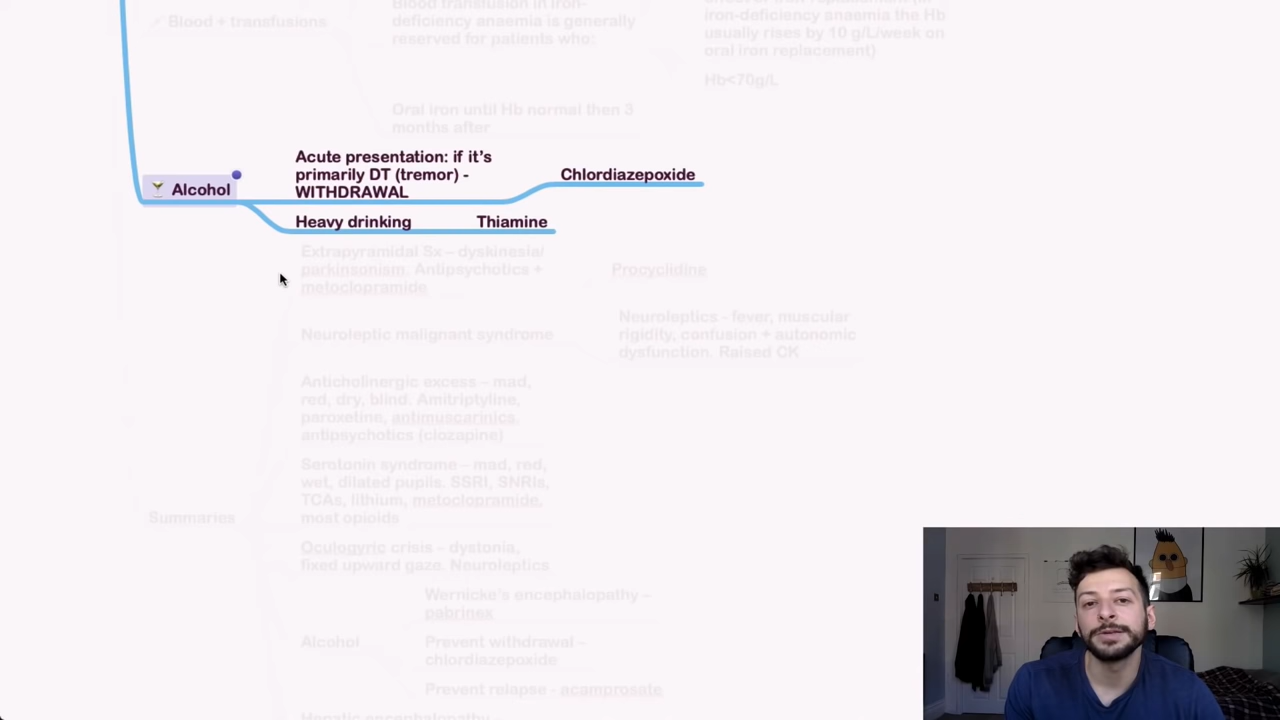 Blood + transfusions
Blood transfusion in iron-
deficiency anaemia is generally
reserved for patients who:
iron-deficiency anaemia the Hb
usually rises by 10 g/L/week on
oral iron replacement)
Hb<70g/L
Oral iron until Hb normal then 3
months after
Alcohol
Acute presentation: if it’s
primarily DT (tremor) -
WITHDRAWAL
Chlordiazepoxide
Heavy drinking
Thiamine
Extrapyramidal Sx – dyskinesia/
parkinsonism. Antipsychotics +
metoclopramide
Procyclidine
Neuroleptic malignant syndrome
Neuroleptics - fever, muscular
rigidity, confusion + autonomic
dysfunction. Raised CK
Anticholinergic excess – mad,
red, dry, blind. Amitriptyline,
paroxetine, antimuscarinics,
antipsychotics (clozapine)
Serotonin syndrome – mad, red,
wet, dilated pupils. SSRI, SNRIs,
TCAs, lithium, metoclopramide,
most opioids
Summaries
Oculogyric crisis – dystonia,
fixed upward gaze. Neuroleptics
Alcohol
Wernicke's encephalopathy –
pabrinex
Prevent withdrawal –
chlordiazepoxide
Prevent relapse - acamprosate
Hepatic encephalopathy -